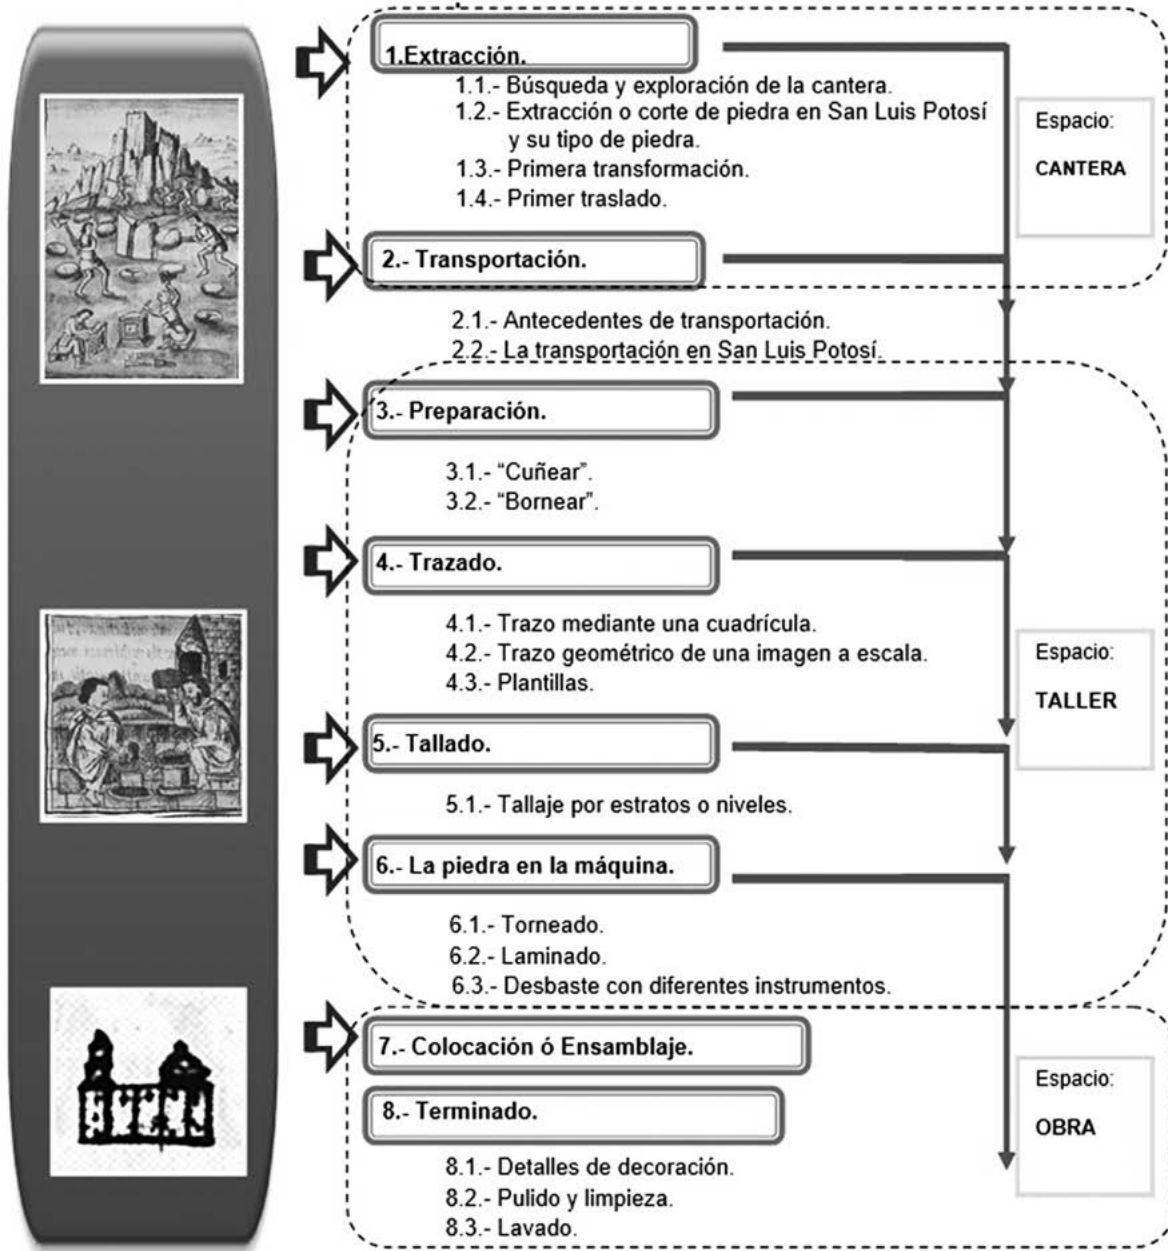 1.Extracción.
1.1.- Búsqueda y exploración de la cantera.
1.2.- Extracción o corte de piedra en San Luis Potosí
y su tipo de piedra.
1.3.- Primera transformación.
1.4.- Primer traslado.
Espacio:
CANTERA
2.- Transportación.
2.1.- Antecedentes de transportación.
2.2.- La transportación en San Luis Potosí.
3.- Preparación.
3.1.- “Cuñear”.
3.2.- “Bornear”.
4.- Trazado.
4.1.- Trazo mediante una cuadrícula.
4.2.- Trazo geométrico de una imagen a escala.
4.3.- Plantillas.
Espacio:
TALLER
5.- Tallado.
5.1.- Tallaje por estratos o niveles.
6.- La piedra en la máquina.
6.1.- Torneado.
6.2.- Laminado.
6.3.- Desbaste con diferentes instrumentos.
7.- Colocación ó Ensamblaje.
8.- Terminado.
8.1.- Detalles de decoración.
8.2.- Pulido y limpieza.
8.3.- Lavado.
Espacio:
OBRA